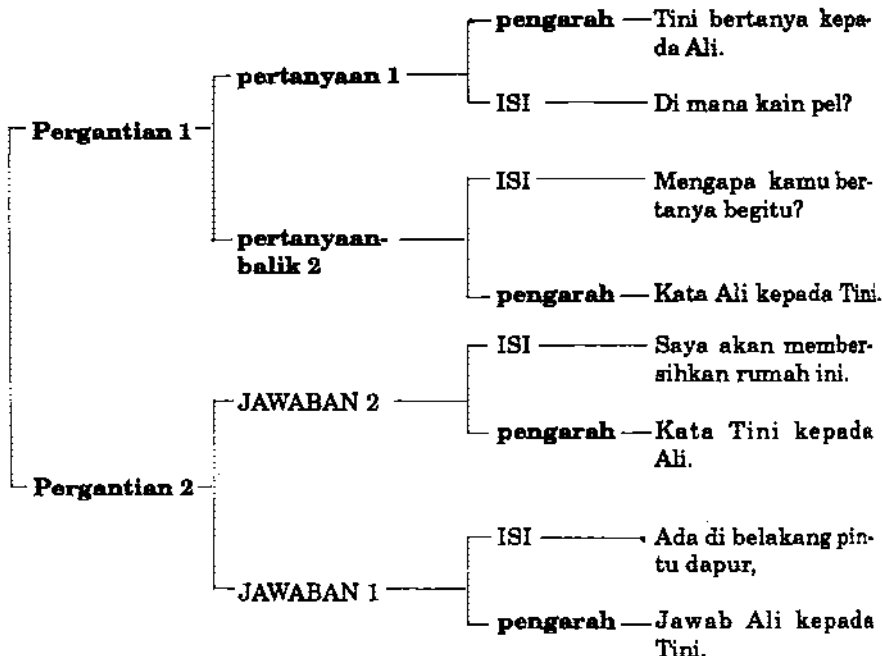 pengarah — Tini bertanya kepa-
da Ali.
pertanyaan 1
ISI — Di mana kain pel?
Pergantian 1
ISI — Mengapa kamu ber-
tanya begitu?
pertanyaan-
balik 2
pengarah — Kata Ali kepada Tini.
ISI — Saya akan member-
sihkan rumah ini.
JAWABAN 2
pengarah — Kata Tini kepada
Ali.
Pergantian 2
ISI — Ada di belakang pin-
tu dapur,
JAWABAN 1
pengarah — Jawab Ali kepada
Tini.